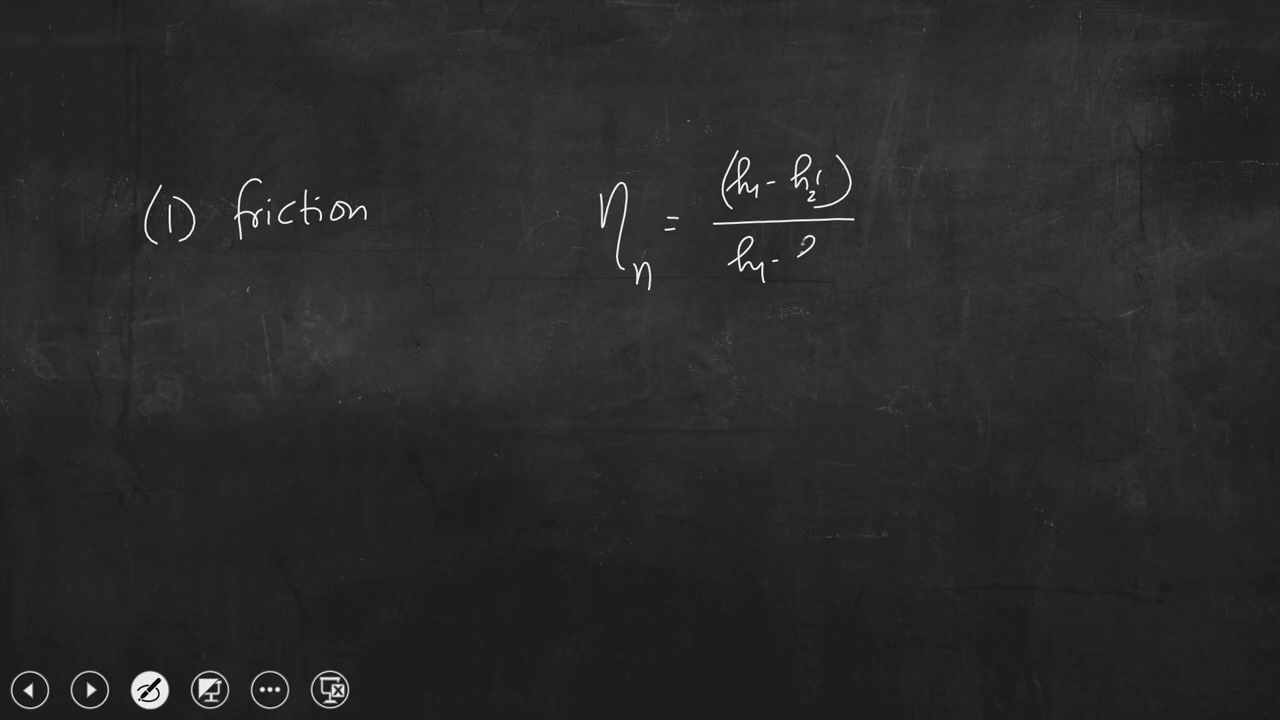 (1) friction
η_n = (h₁ - h₂') / h₁ -